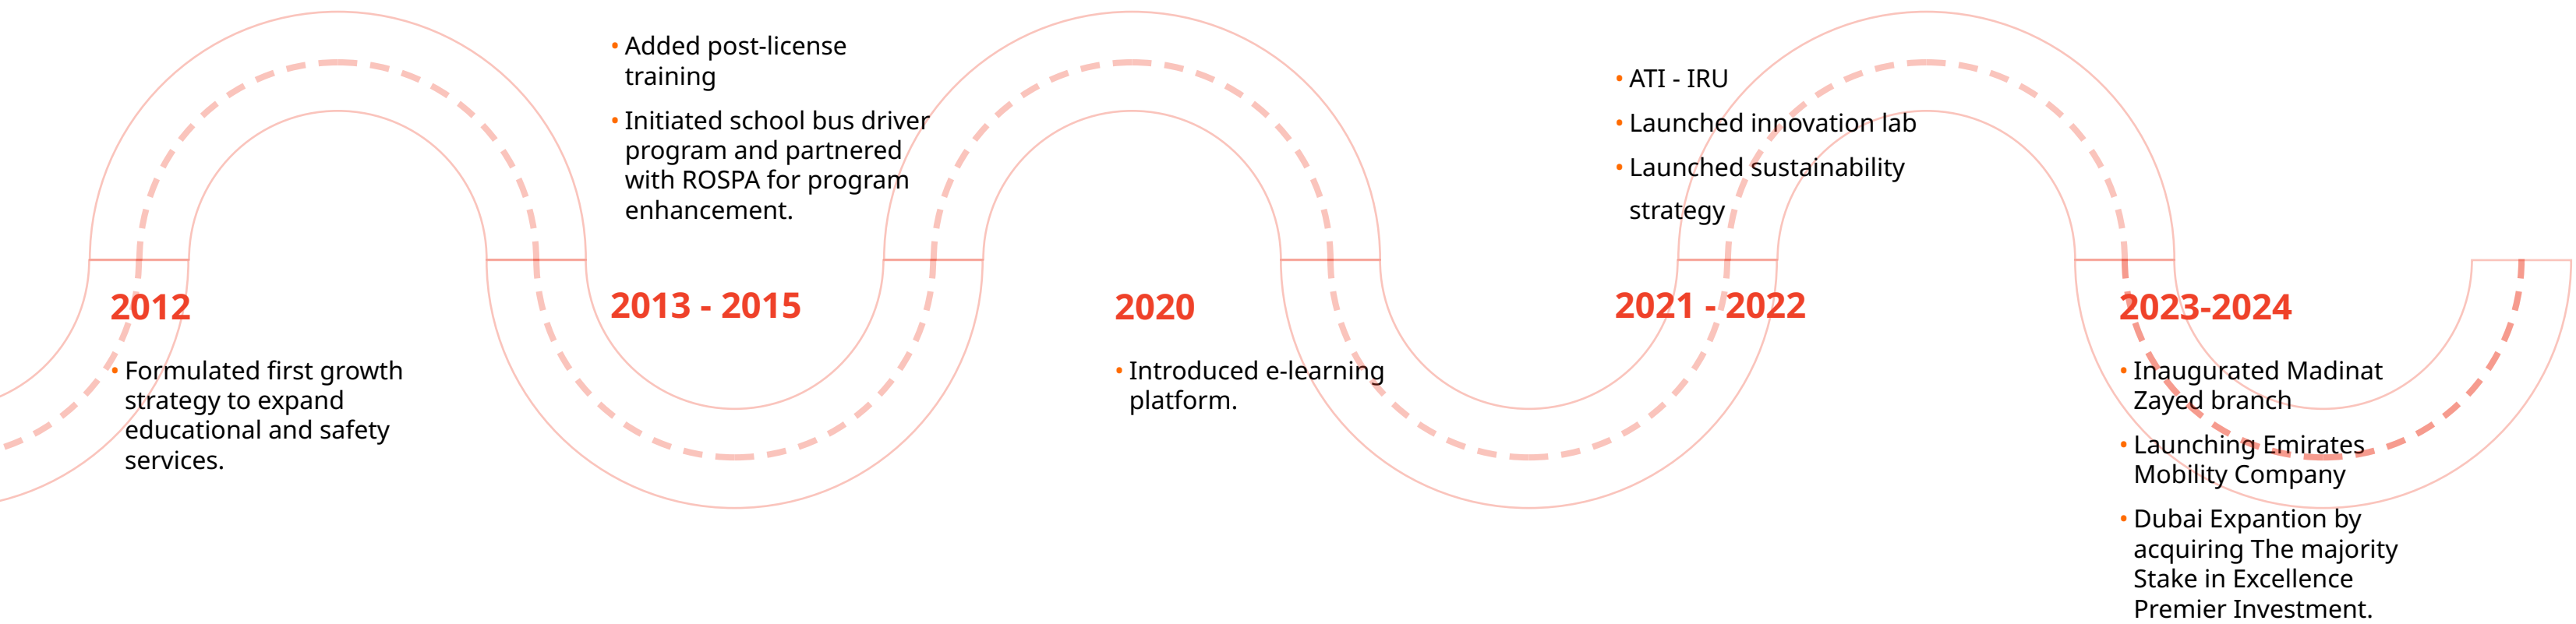 2012
• Formulated first growth
strategy to expand
educational and safety
services.
• Added post-license
training
• Initiated school bus driver
program and partnered
with ROSPA for program
enhancement.
2013 - 2015
2020
• Introduced e-learning
platform.
• ATI - IRU
• Launched innovation lab
• Launched sustainability
strategy
2021 - 2022
2023-2024
• Inaugurated Madinat
Zayed branch
• Launching Emirates
Mobility Company
• Dubai Expantion by
acquiring The majority
Stake in Excellence
Premier Investment.